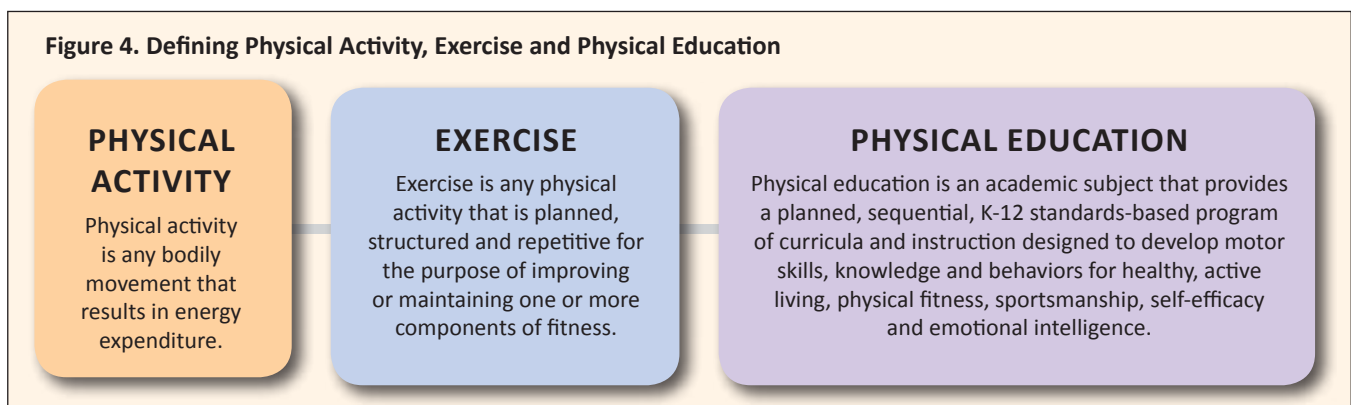 Figure 4. Defining Physical Activity, Exercise and Physical Education
PHYSICAL
ACTIVITY
Physical activity
is any bodily
movement that
results in energy
expenditure.
EXERCISE
Exercise is any physical
activity that is planned,
structured and repetitive for
the purpose of improving
or maintaining one or more
components of fitness.
PHYSICAL EDUCATION
Physical education is an academic subject that provides
a planned, sequential, K-12 standards-based program
of curricula and instruction designed to develop motor
skills, knowledge and behaviors for healthy, active
living, physical fitness, sportsmanship, self-efficacy
and emotional intelligence.